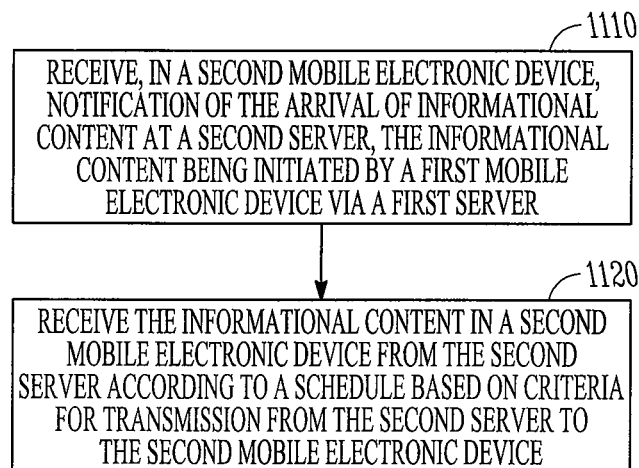 1110
RECEIVE, IN A SECOND MOBILE ELECTRONIC DEVICE,
NOTIFICATION OF THE ARRIVAL OF INFORMATIONAL
CONTENT AT A SECOND SERVER, THE INFORMATIONAL
CONTENT BEING INITIATED BY A FIRST MOBILE
ELECTRONIC DEVICE VIA A FIRST SERVER
1120
RECEIVE THE INFORMATIONAL CONTENT IN A SECOND
MOBILE ELECTRONIC DEVICE FROM THE SECOND
SERVER ACCORDING TO A SCHEDULE BASED ON CRITERIA
FOR TRANSMISSION FROM THE SECOND SERVER TO
THE SECOND MOBILE ELECTRONIC DEVICE